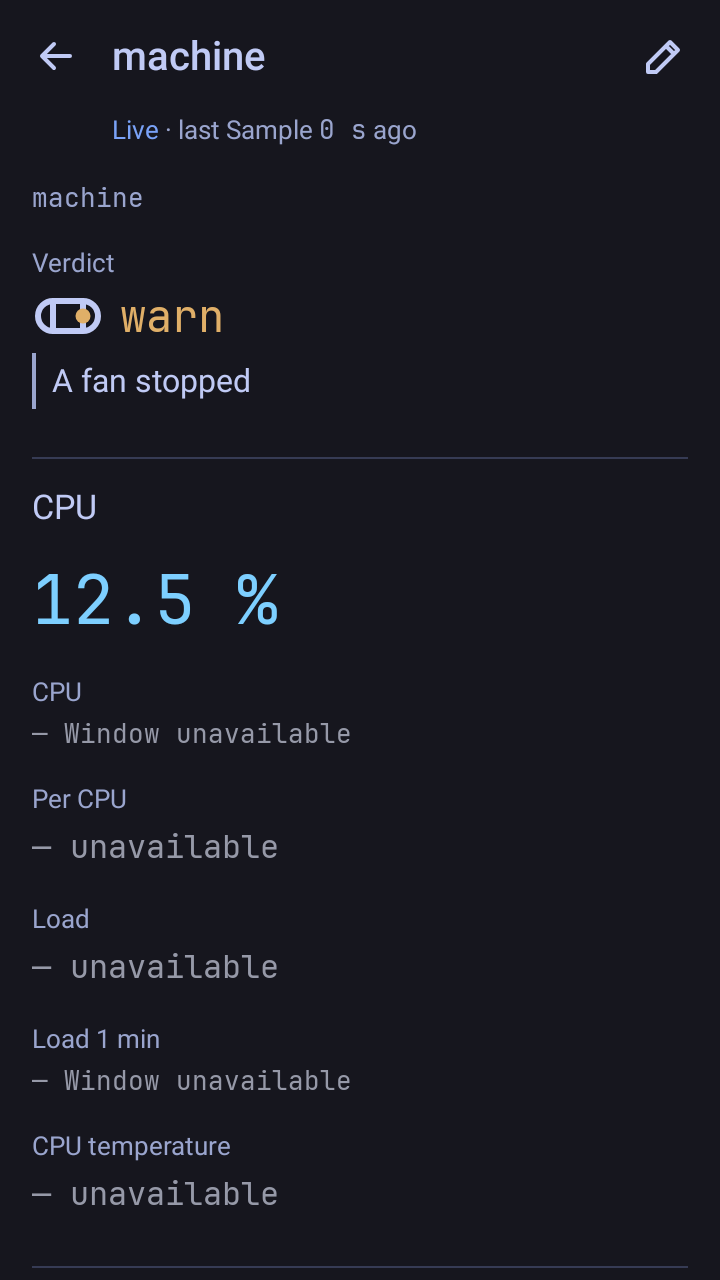 machine
Live · last Sample 0 s ago
machine
Verdict
warn
A fan stopped
CPU
12.5 %
CPU
— Window unavailable
Per CPU
— unavailable
Load
— unavailable
Load 1 min
— Window unavailable
CPU temperature
— unavailable